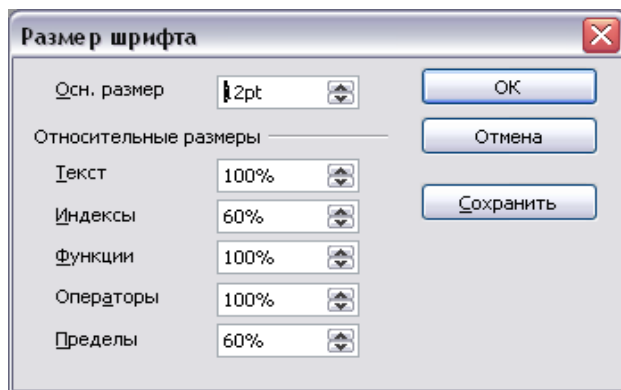 Размер шрифта
Осн. размер 12pt
ОК
Относительные размеры
Отмена
Текст 100%
Сохранить
Индексы 60%
Функции 100%
Операторы 100%
Пределы 60%